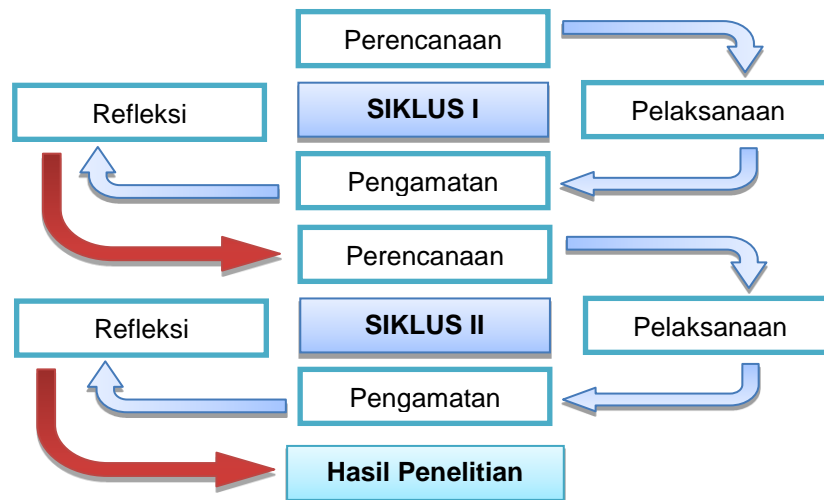 Perencanaan
Refleksi
SIKLUS I
Pelaksanaan
Pengamatan
Perencanaan
Refleksi
SIKLUS II
Pelaksanaan
Pengamatan
Hasil Penelitian